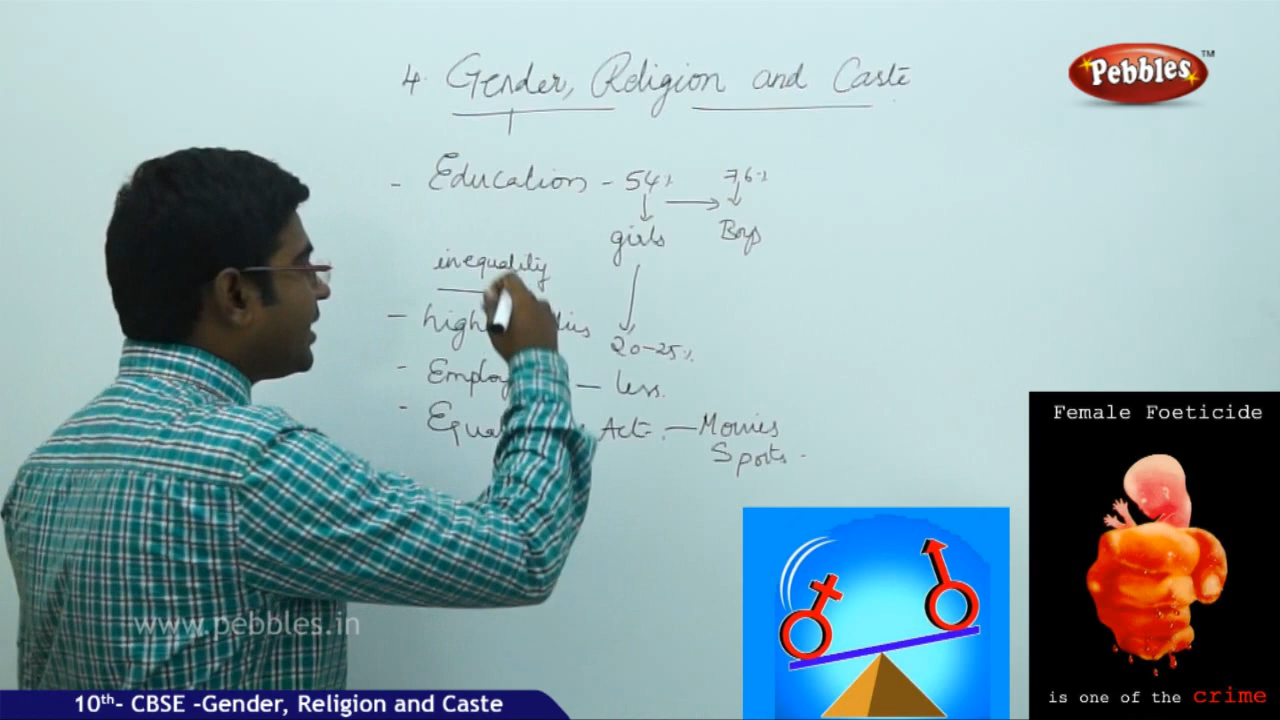 4. Gender, Religion and Caste
Pebbles™
- Education - 54% → 76%
girls Boys
inequality
- high
20-25%
- Employ — less.
- Equa Act. — Movies
Sports -
Female Foeticide
is one of the crime
www.pebbles.in
10th- CBSE -Gender, Religion and Caste